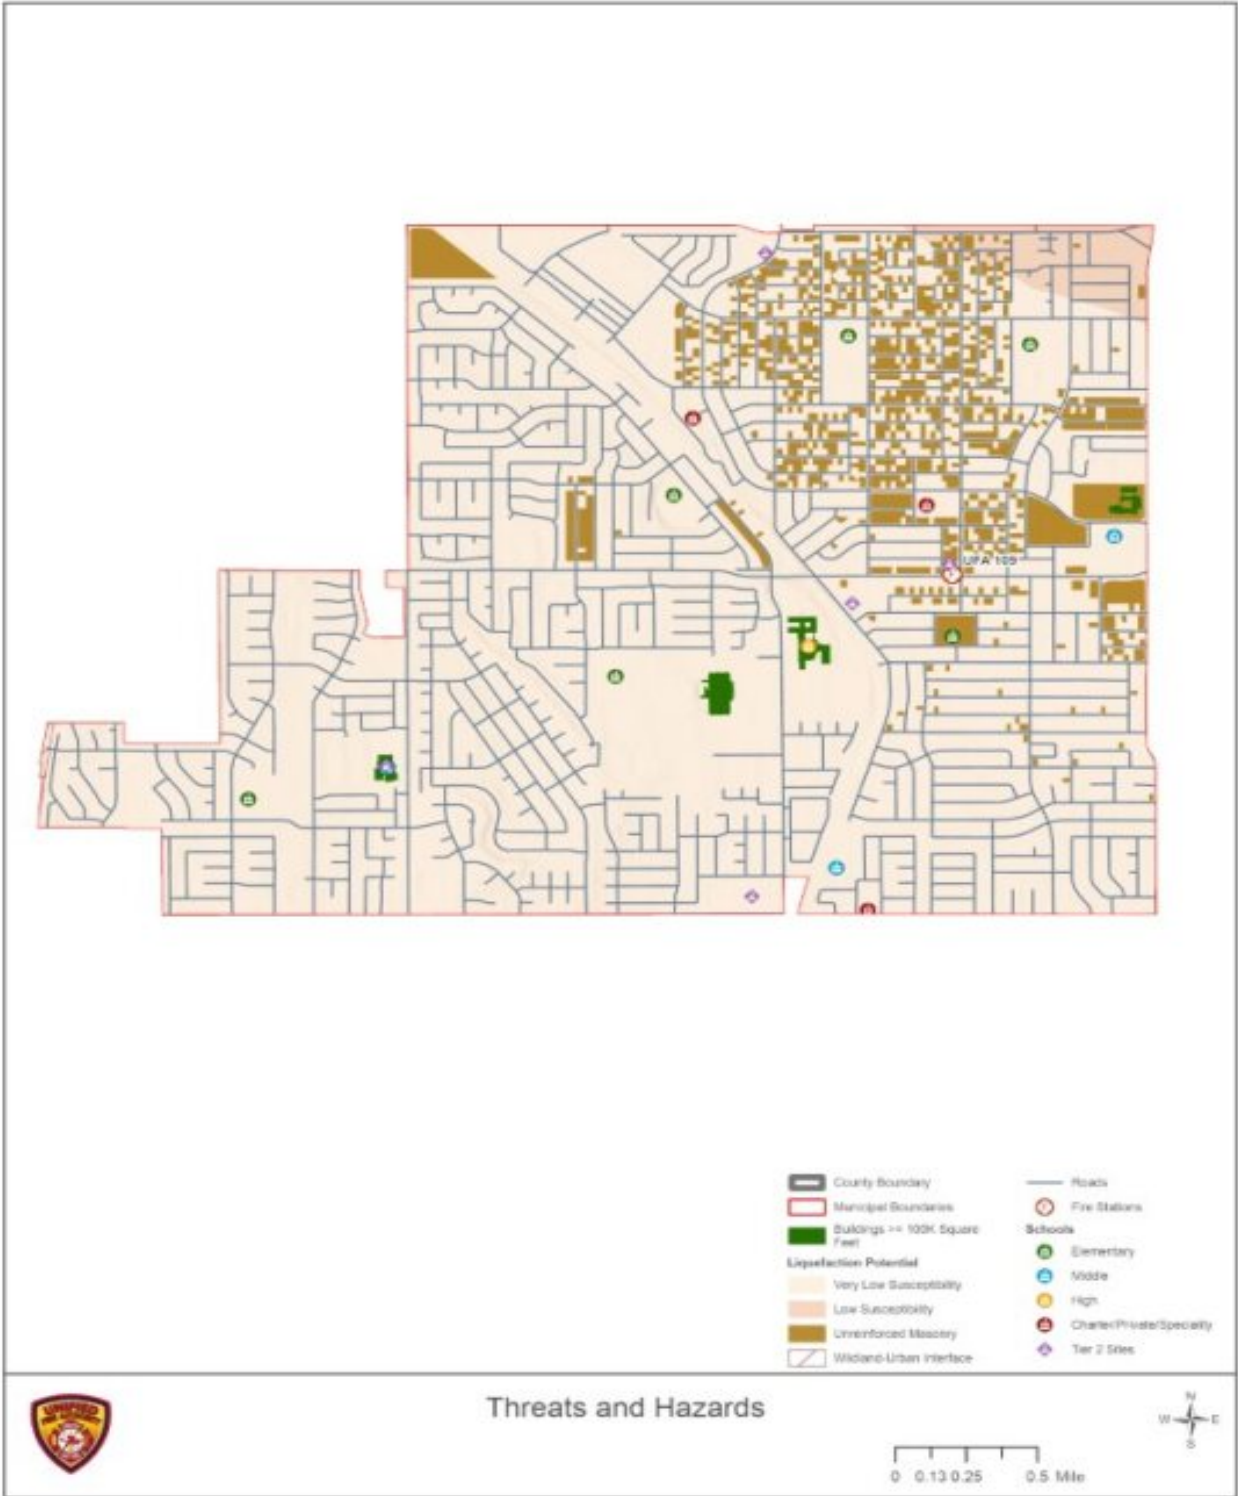 UFA 109
County Boundary
Municipal Boundaries
Buildings >= 100K Square
Feet
Liquefaction Potential
Very Low Susceptibility
Low Susceptibility
Unreinforced Masonry
Wildland-Urban Interface
Roads
Fire Stations
Schools
Elementary
Middle
High
Charter/Private/Speciality
Tier 2 Sites
UNIFIED
Threats and Hazards
N
W E
S
0 0.13 0.25 0.5 Mile